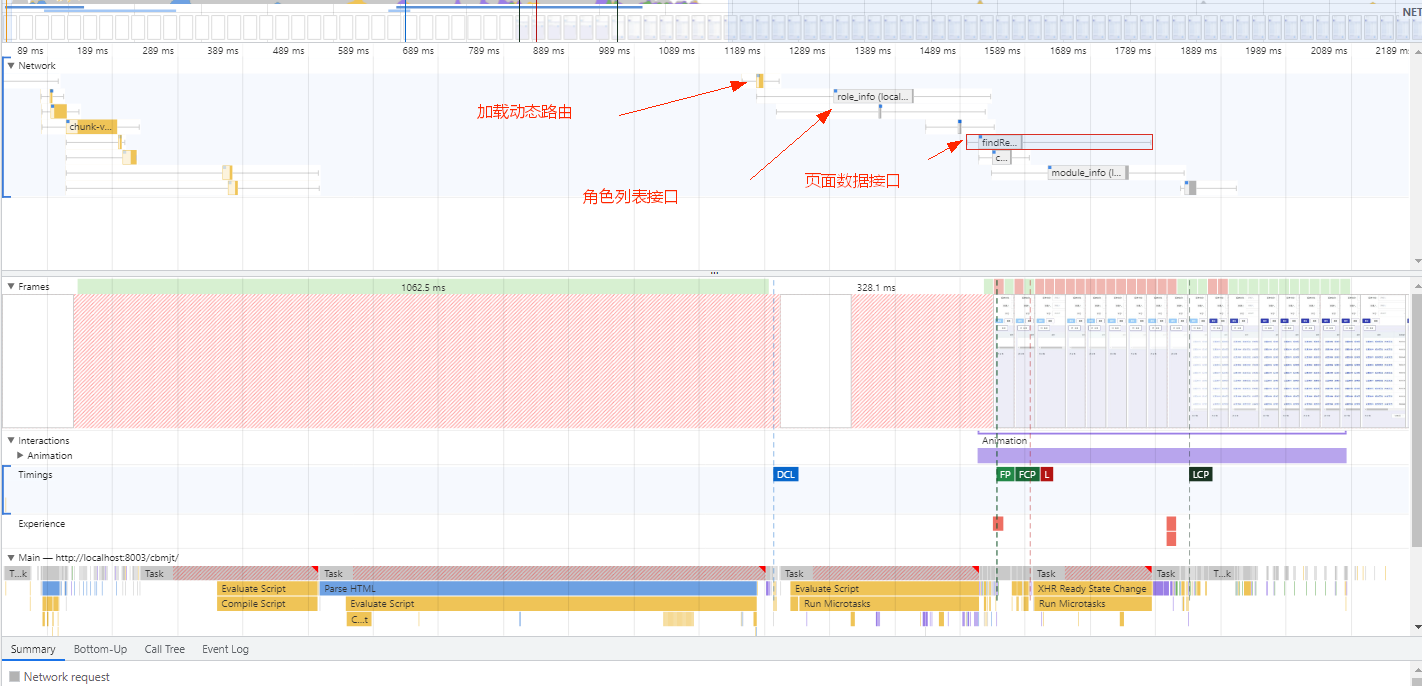 NET
89 ms 189 ms 289 ms 389 ms 489 ms 589 ms 689 ms 789 ms 889 ms 989 ms 1089 ms 1189 ms 1289 ms 1389 ms 1489 ms 1589 ms 1689 ms 1789 ms 1889 ms 1989 ms 2089 ms 2189 ms
Network
role_info (local...
加载动态路由
chunk-v...
findRe...
c...
module_info (l...
页面数据接口
角色列表接口
Frames
1062.5 ms
328.1 ms
Interactions
Animation
Animation
Timings
DCL FP FCP L LCP
Experience
Main — http://localhost:8003/cbmjt/
T...k Task Task Task Task Task T...k
Evaluate Script Parse HTML Evaluate Script XHR Ready State Change
Compile Script Evaluate Script Run Microtasks Run Microtasks
C...t
Summary Bottom-Up Call Tree Event Log
Network request